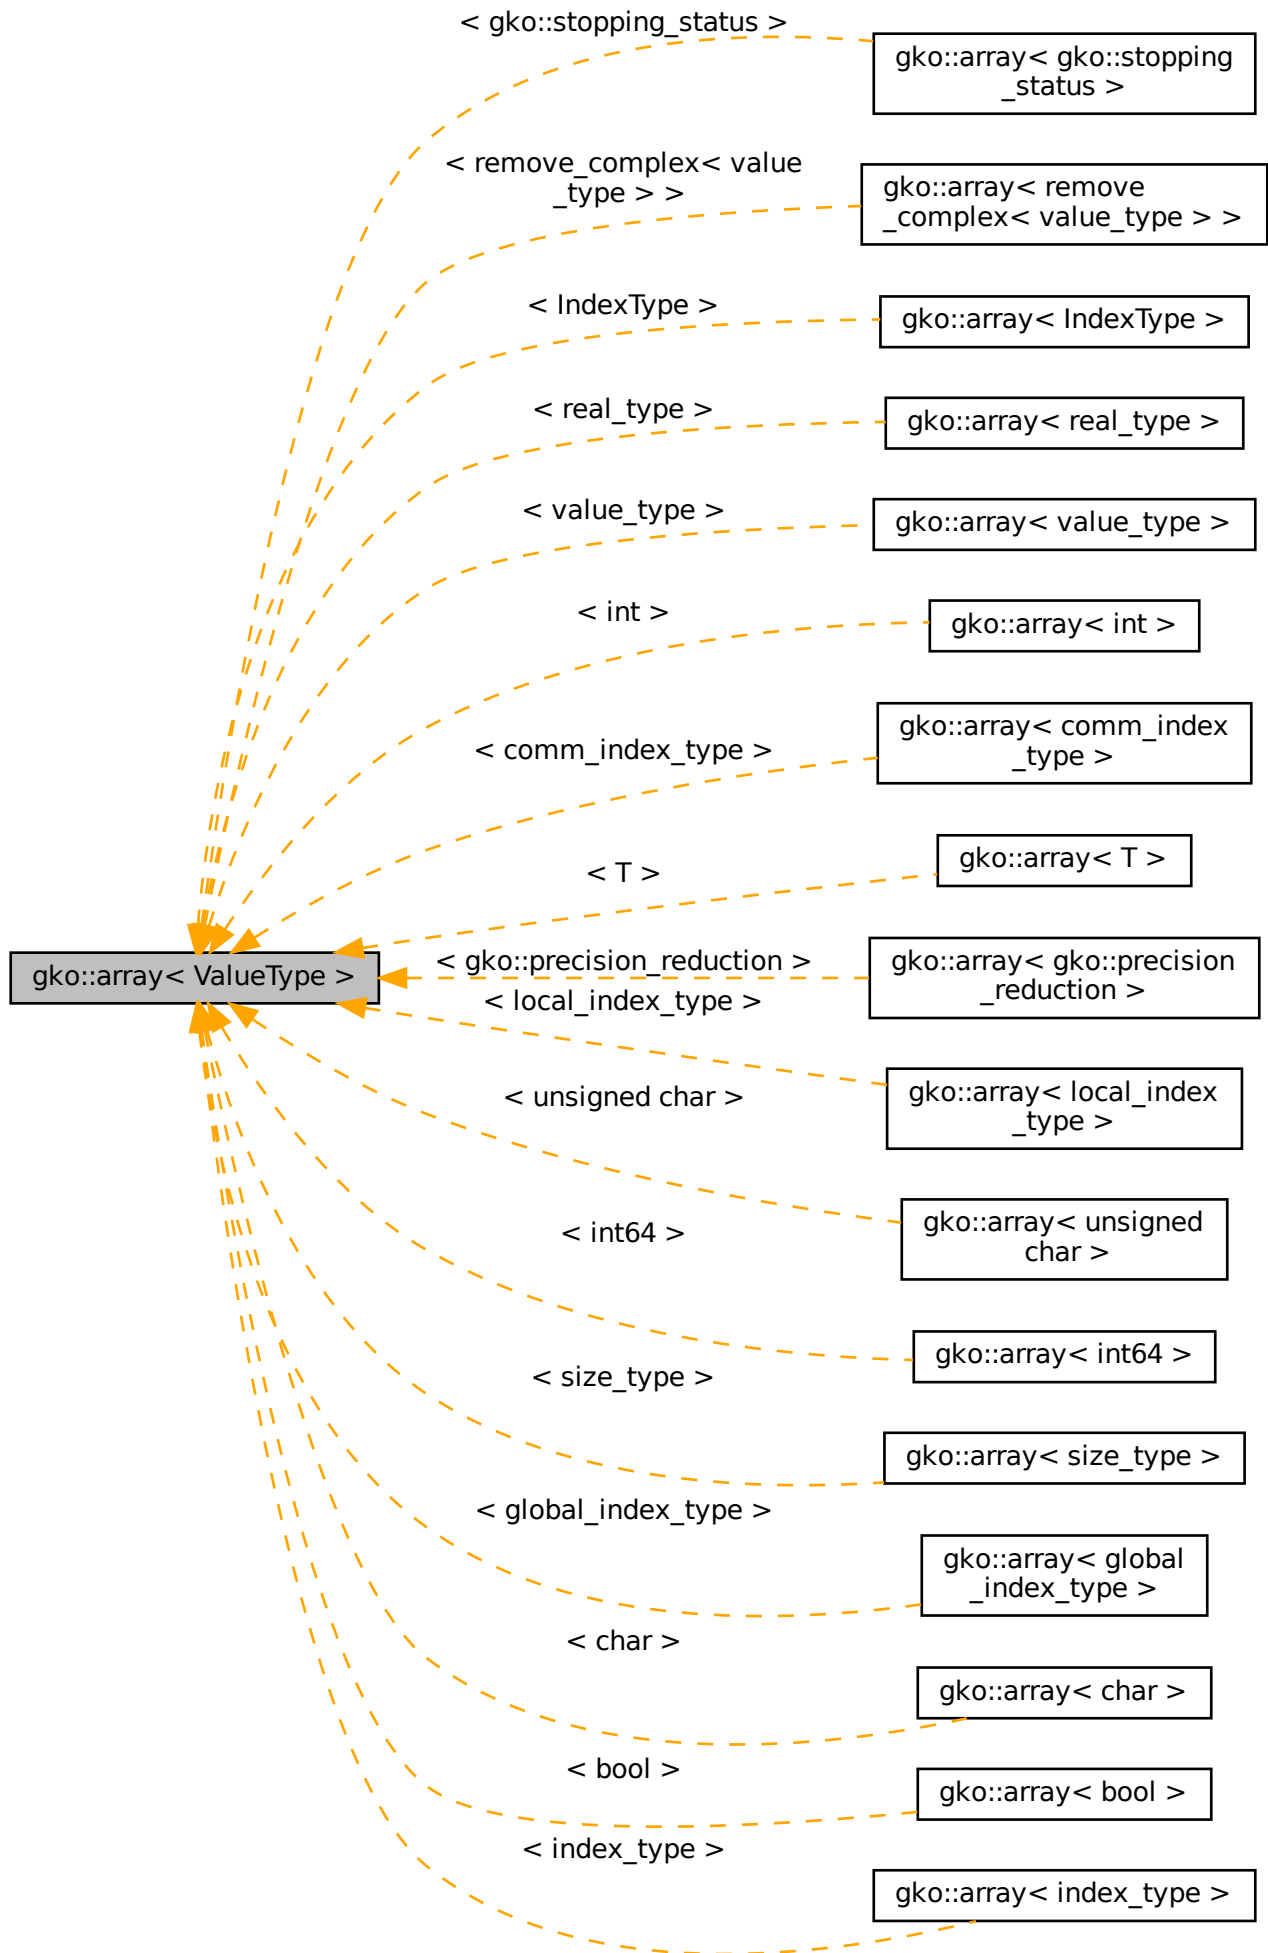 < gko::stopping_status >
gko::array< gko::stopping
_status >
< remove_complex< value
_type > >
gko::array< remove
_complex< value_type > >
< IndexType >
gko::array< IndexType >
< real_type >
gko::array< real_type >
< value_type >
gko::array< value_type >
< int >
gko::array< int >
< comm_index_type >
gko::array< comm_index
_type >
< T >
gko::array< T >
gko::array< ValueType >
< gko::precision_reduction >
gko::array< gko::precision
_reduction >
< local_index_type >
gko::array< local_index
_type >
< unsigned char >
gko::array< unsigned
char >
< int64 >
gko::array< int64 >
< size_type >
gko::array< size_type >
< global_index_type >
gko::array< global
_index_type >
< char >
gko::array< char >
< bool >
gko::array< bool >
< index_type >
gko::array< index_type >